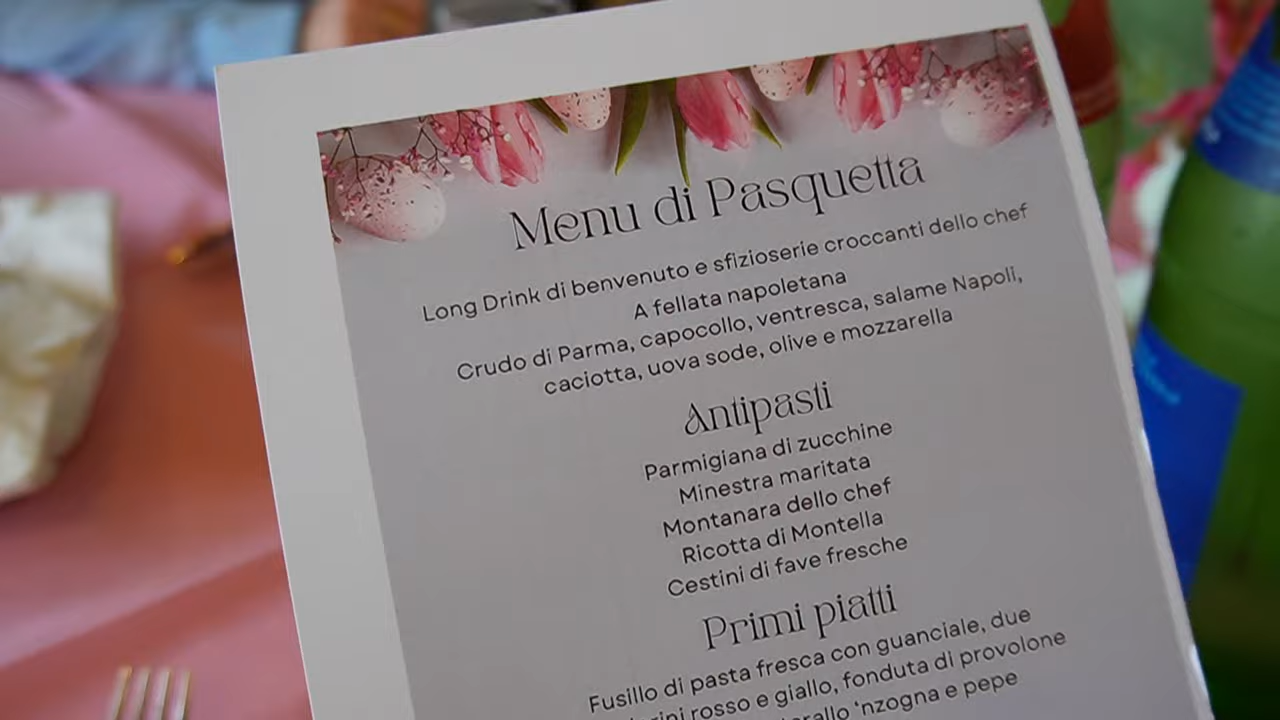 Menu di Pasquetta
Long Drink di benvenuto e sfizioserie croccanti dello chef
A fellata napoletana
Crudo di Parma, capocollo, ventresca, salame Napoli,
caciotta, uova sode, olive e mozzarella
Antipasti
Parmigiana di zucchine
Minestra maritata
Montanara dello chef
Ricotta di Montella
Cestini di fave fresche
Primi piatti
Fusillo di pasta fresca con guanciale, due
rosso e giallo, fonduta di provolone
'nzogna e pepe